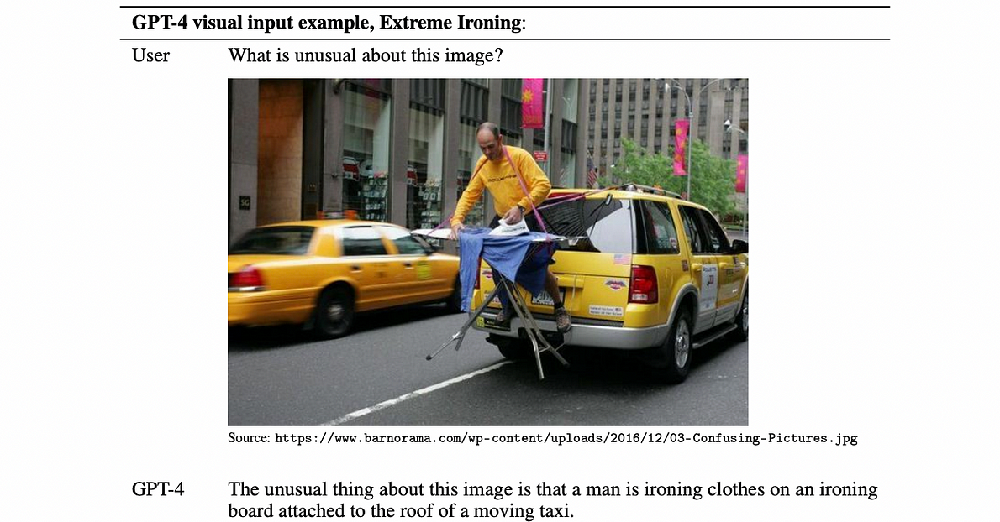 GPT-4 visual input example, Extreme Ironing:
User
What is unusual about this image?
SG
Source: https://www.barnorama.com/wp-content/uploads/2016/12/03-Confusing-Pictures.jpg
GPT-4
The unusual thing about this image is that a man is ironing clothes on an ironing
board attached to the roof of a moving taxi.